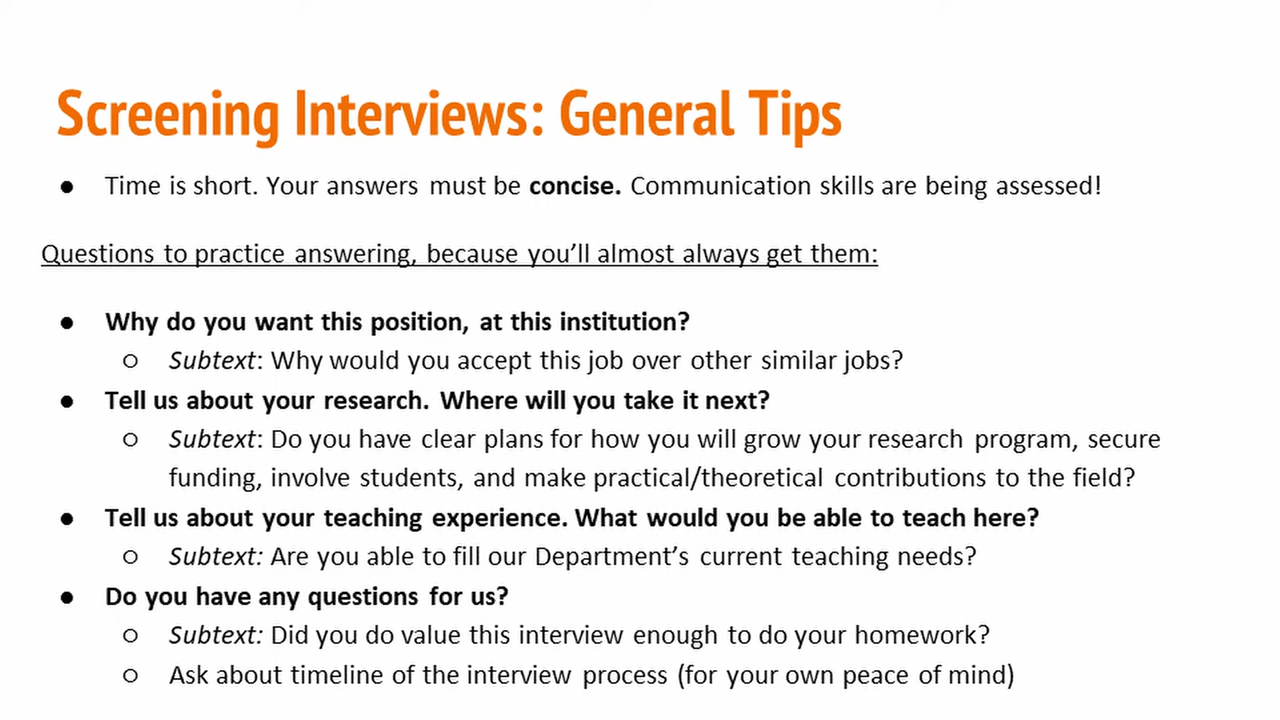 Screening Interviews: General Tips
● Time is short. Your answers must be concise. Communication skills are being assessed!
Questions to practice answering, because you'll almost always get them:
● Why do you want this position, at this institution?
○ Subtext: Why would you accept this job over other similar jobs?
● Tell us about your research. Where will you take it next?
○ Subtext: Do you have clear plans for how you will grow your research program, secure
funding, involve students, and make practical/theoretical contributions to the field?
● Tell us about your teaching experience. What would you be able to teach here?
○ Subtext: Are you able to fill our Department's current teaching needs?
● Do you have any questions for us?
○ Subtext: Did you do value this interview enough to do your homework?
○ Ask about timeline of the interview process (for your own peace of mind)